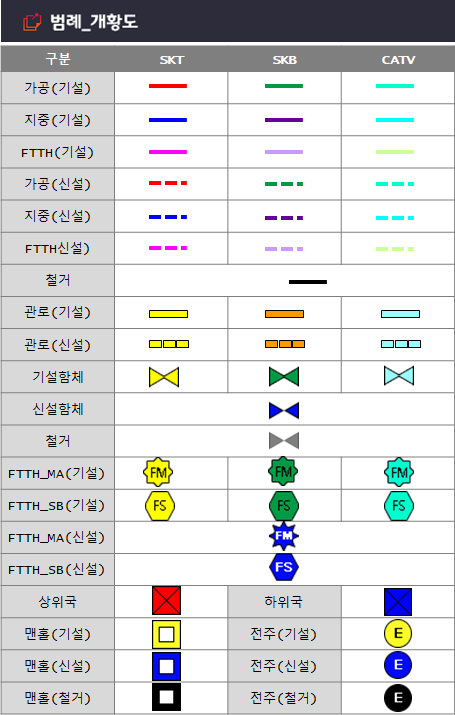 범례_개황도
구분 SKT SKB CATV
가공(기설)
지중(기설)
FTTH(기설)
가공(신설)
지중(신설)
FTTH신설)
철거
관로(기설)
관로(신설)
기설함체
신설함체
철거
FTTH_MA(기설) FM FM FM
FTTH_SB(기설) FS FS FS
FTTH_MA(신설) FM
FTTH_SB(신설) FS
상위국 하위국
맨홀(기설) 전주(기설) E
맨홀(신설) 전주(신설) E
맨홀(철거) 전주(철거) E